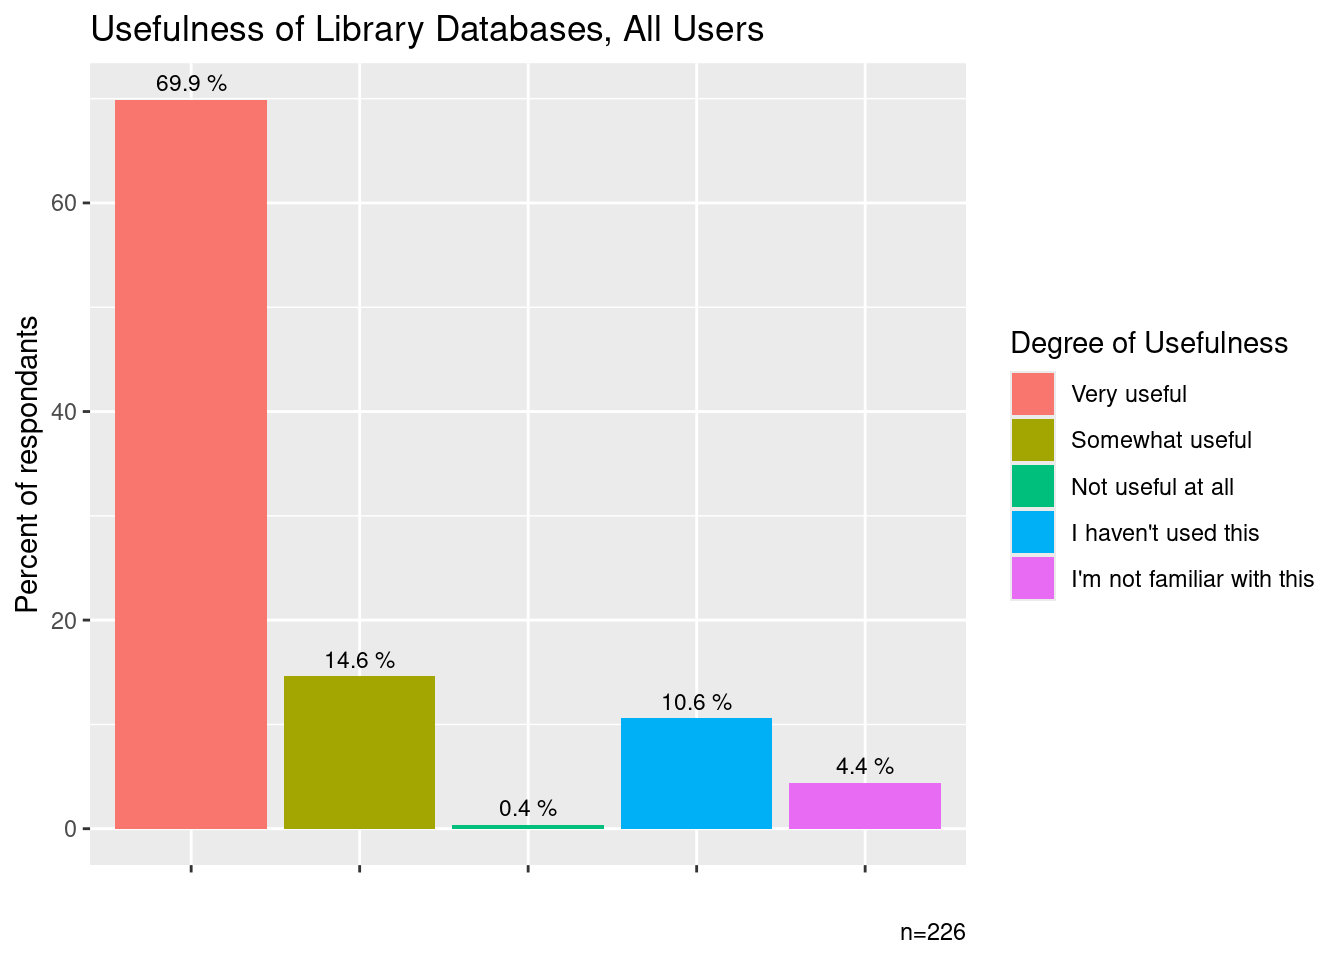 Usefulness of Library Databases, All Users
Percent of respondants
60
40
20
0
69.9 %
14.6 %
0.4 %
10.6 %
4.4 %
Degree of Usefulness
Very useful
Somewhat useful
Not useful at all
I haven't used this
I'm not familiar with this
n=226